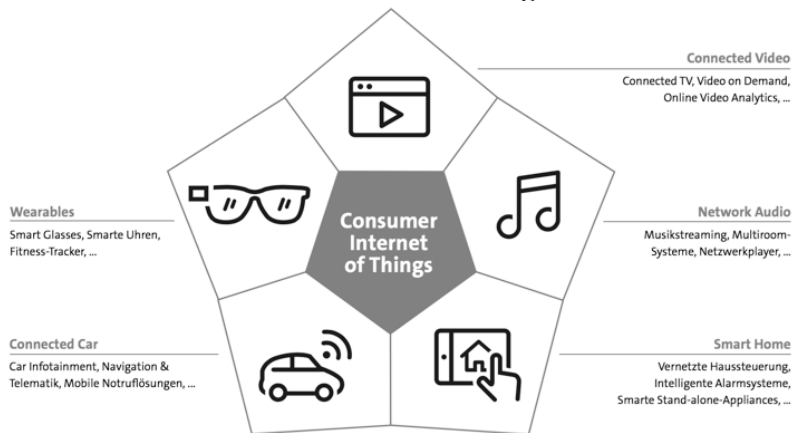 Connected Video
Connected TV, Video on Demand,
Online Video Analytics, ...
Wearables
Smart Glasses, Smarte Uhren,
Fitness-Tracker, ...
Consumer
Internet
of Things
Network Audio
Musikstreaming, Multiroom-
Systeme, Netzwerkplayer, ...
Connected Car
Car Infotainment, Navigation &
Telematik, Mobile Notruflösungen, ...
Smart Home
Vernetzte Haussteuerung,
Intelligente Alarmsysteme,
Smarte Stand-alone-Appliances, ...